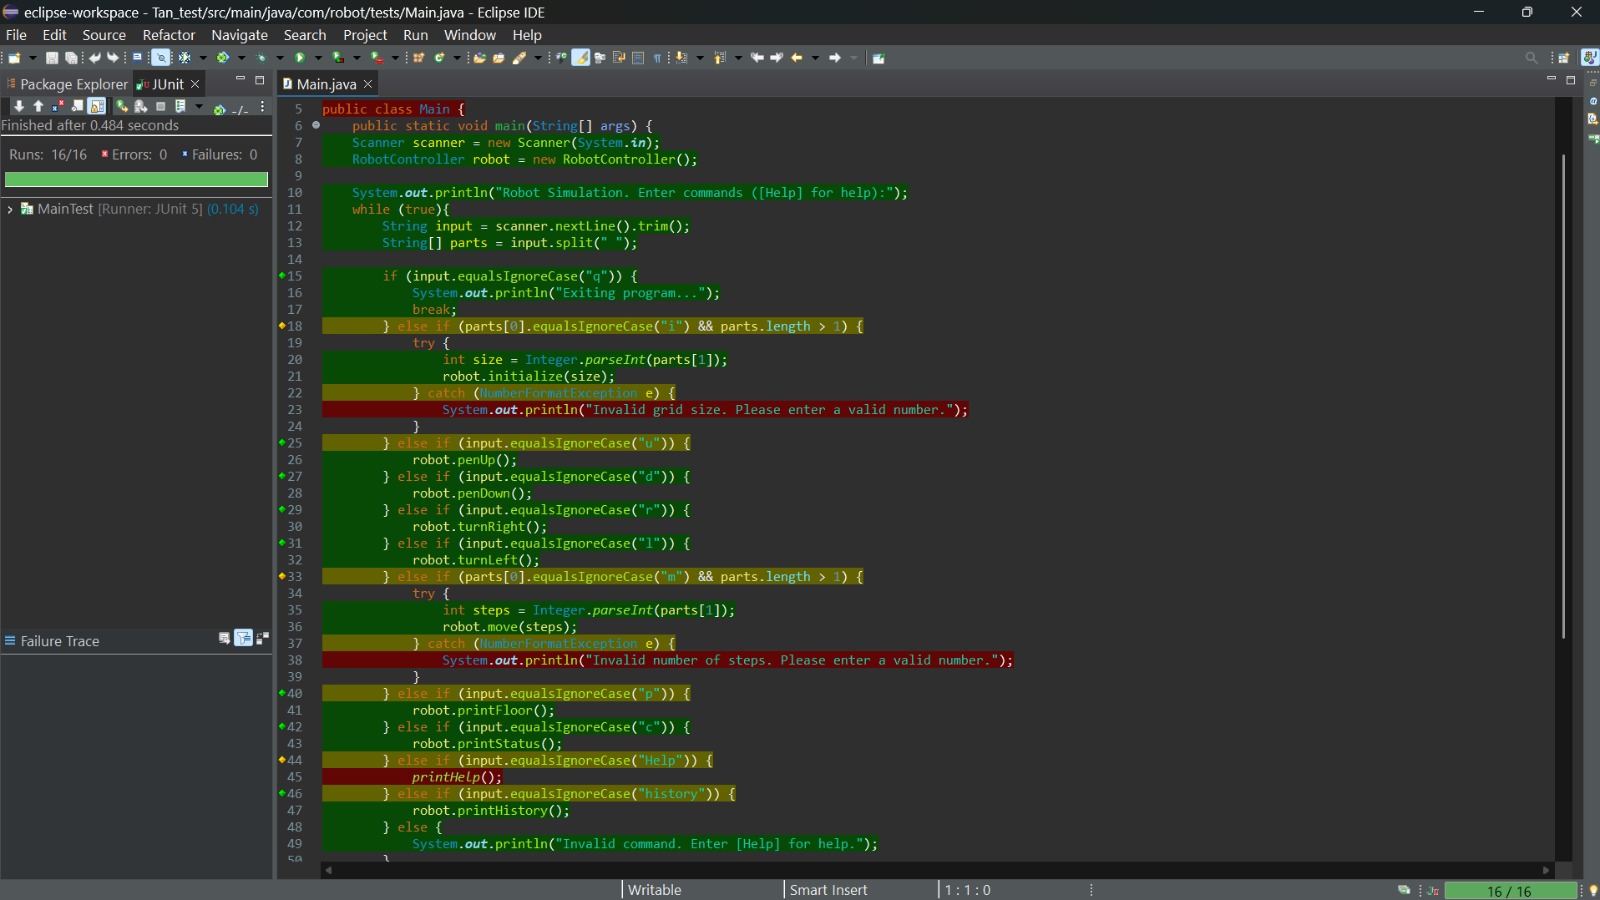 eclipse-workspace - Tan_test/src/main/java/com/robot/tests/Main.java - Eclipse IDE
File Edit Source Refactor Navigate Search Project Run Window Help
Package Explorer JUnit
Main.java
Finished after 0.484 seconds
Runs: 16/16 Errors: 0 Failures: 0
MainTest [Runner: JUnit 5] (0.104 s)
Failure Trace
5 public class Main {
6 public static void main(String[] args) {
7 Scanner scanner = new Scanner(System.in);
8 RobotController robot = new RobotController();
9
10 System.out.println("Robot Simulation. Enter commands ([Help] for help):");
11 while (true){
12 String input = scanner.nextLine().trim();
13 String[] parts = input.split(" ");
14
15 if (input.equalsIgnoreCase("q")) {
16 System.out.println("Exiting program...");
17 break;
18 } else if (parts[0].equalsIgnoreCase("i") && parts.length > 1) {
19 try {
20 int size = Integer.parseInt(parts[1]);
21 robot.initialize(size);
22 } catch (NumberFormatException e) {
23 System.out.println("Invalid grid size. Please enter a valid number.");
24 }
25 } else if (input.equalsIgnoreCase("u")) {
26 robot.penUp();
27 } else if (input.equalsIgnoreCase("d")) {
28 robot.penDown();
29 } else if (input.equalsIgnoreCase("r")) {
30 robot.turnRight();
31 } else if (input.equalsIgnoreCase("l")) {
32 robot.turnLeft();
33 } else if (parts[0].equalsIgnoreCase("m") && parts.length > 1) {
34 try {
35 int steps = Integer.parseInt(parts[1]);
36 robot.move(steps);
37 } catch (NumberFormatException e) {
38 System.out.println("Invalid number of steps. Please enter a valid number.");
39 }
40 } else if (input.equalsIgnoreCase("p")) {
41 robot.printFloor();
42 } else if (input.equalsIgnoreCase("c")) {
43 robot.printStatus();
44 } else if (input.equalsIgnoreCase("Help")) {
45 printHelp();
46 } else if (input.equalsIgnoreCase("history")) {
47 robot.printHistory();
48 } else {
49 System.out.println("Invalid command. Enter [Help] for help.");
50 }
Writable Smart Insert 1 : 1 : 0 16 / 16